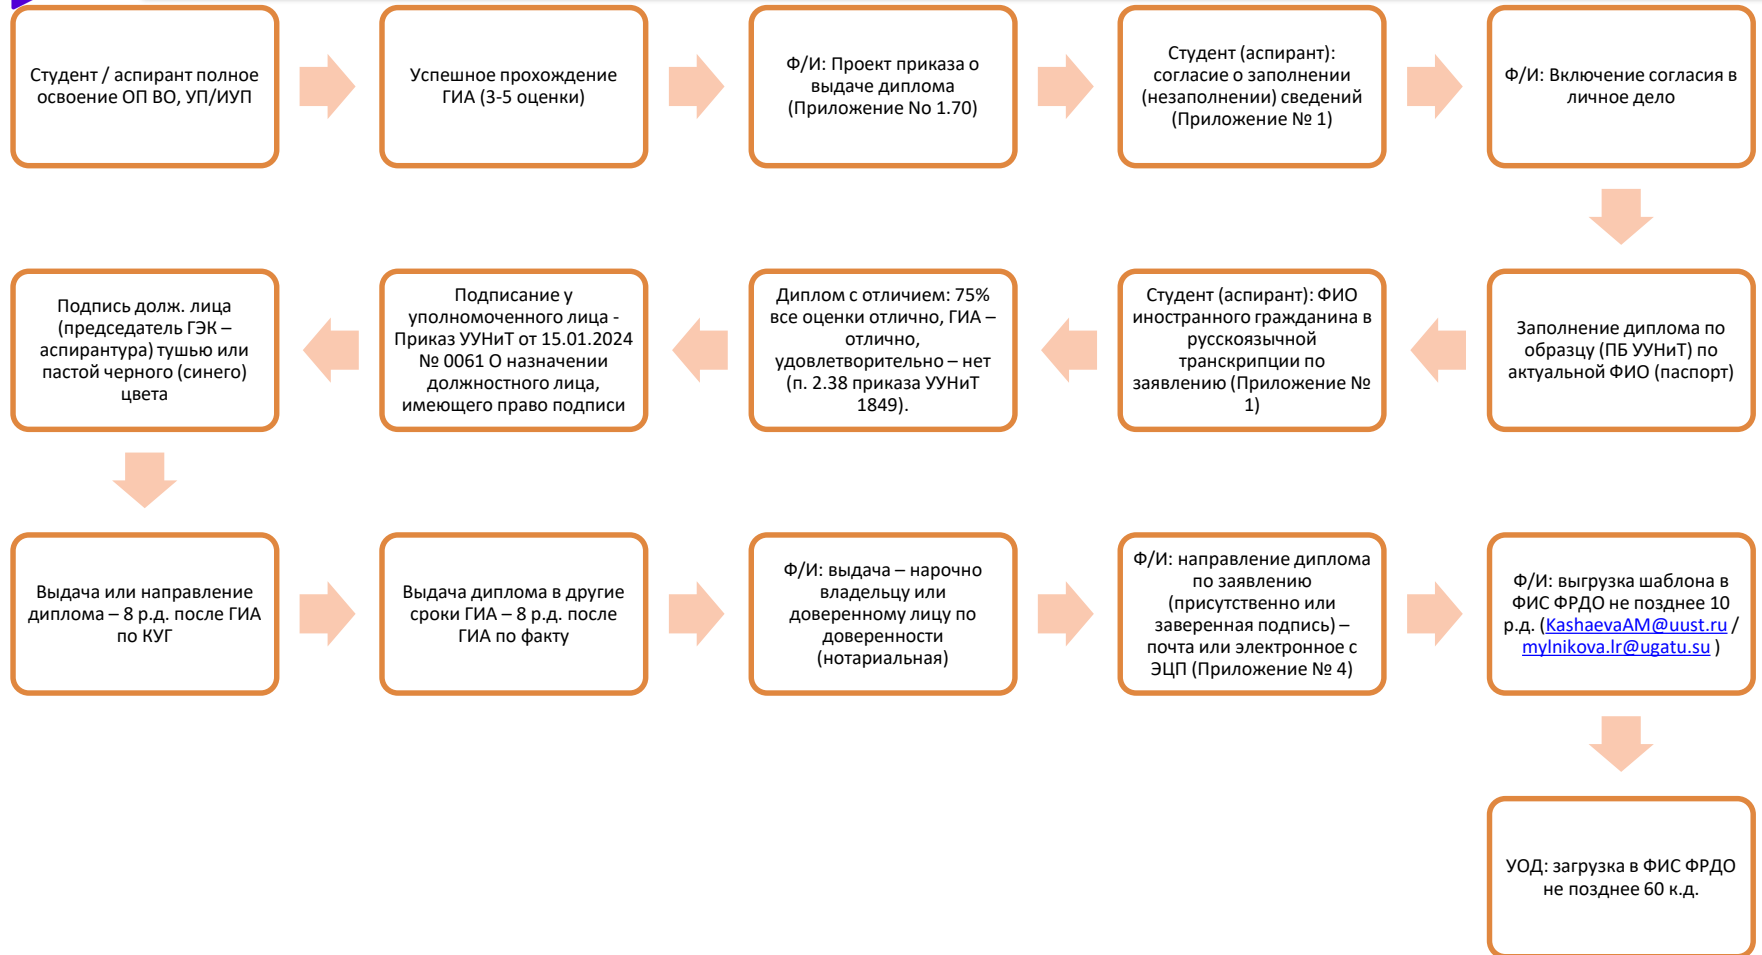 Студент / аспирант полное
освоение ОП ВО, УП/ИУП
Успешное прохождение
ГИА (3-5 оценки)
Ф/И: Проект приказа о
выдаче диплома
(Приложение No 1.70)
Студент (аспирант):
согласие о заполнении
(незаполнении) сведений
(Приложение № 1)
Ф/И: Включение согласия в
личное дело
Заполнение диплома по
образцу (ПБ УУНиТ) по
актуальной ФИО (паспорт)
Студент (аспирант): ФИО
иностранного гражданина в
русскоязычной
транскрипции по
заявлению (Приложение №
1)
Диплом с отличием: 75%
все оценки отлично, ГИА –
отлично,
удовлетворительно – нет
(п. 2.38 приказа УУНиТ
1849).
Подписание у
уполномоченного лица -
Приказ УУНиТ от 15.01.2024
№ 0061 О назначении
должностного лица,
имеющего право подписи
Подпись долж. лица
(председатель ГЭК –
аспирантура) тушью или
пастой черного (синего)
цвета
Выдача или направление
диплома – 8 р.д. после ГИА
по КУГ
Выдача диплома в другие
сроки ГИА – 8 р.д. после
ГИА по факту
Ф/И: выдача – нарочно
владельцу или
доверенному лицу по
доверенности
(нотариальная)
Ф/И: направление диплома
по заявлению
(присутственно или
заверенная подпись) –
почта или электронное с
ЭЦП (Приложение № 4)
Ф/И: выгрузка шаблона в
ФИС ФРДО не позднее 10
р.д. (KashaevaAM@uust.ru /
mylnikova.lr@ugatu.su )
УОД: загрузка в ФИС ФРДО
не позднее 60 к.д.